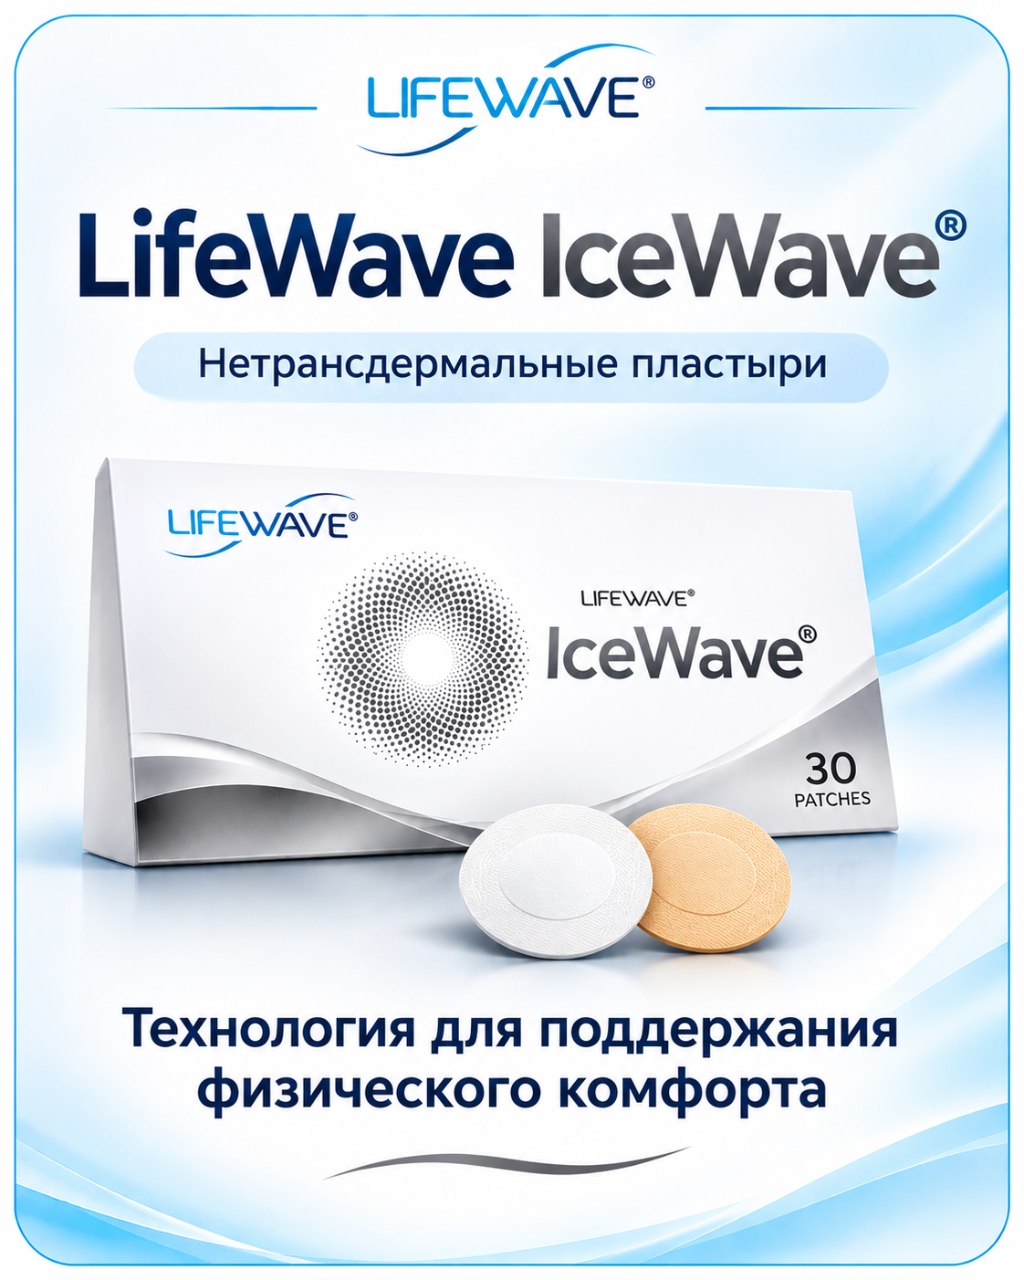 LIFEWAVE®
LifeWave IceWave®
Нетрансдермальные пластыри
LIFEWAVE®
LIFEWAVE®
IceWave®
30
PATCHES
Технология для поддержания
физического комфорта